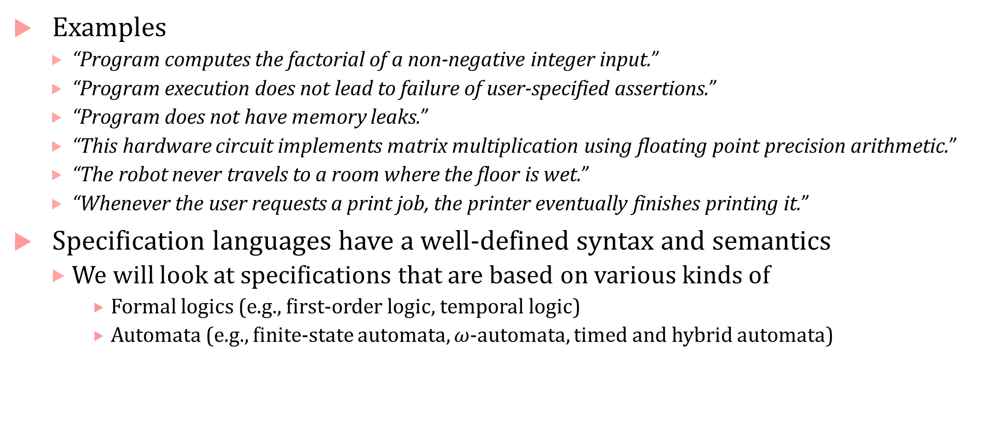 Examples
“Program computes the factorial of a non-negative integer input.”
“Program execution does not lead to failure of user-specified assertions.”
“Program does not have memory leaks.”
“This hardware circuit implements matrix multiplication using floating point precision arithmetic.”
“The robot never travels to a room where the floor is wet.”
“Whenever the user requests a print job, the printer eventually finishes printing it.”
Specification languages have a well-defined syntax and semantics
We will look at specifications that are based on various kinds of
Formal logics (e.g., first-order logic, temporal logic)
Automata (e.g., finite-state automata, ω-automata, timed and hybrid automata)